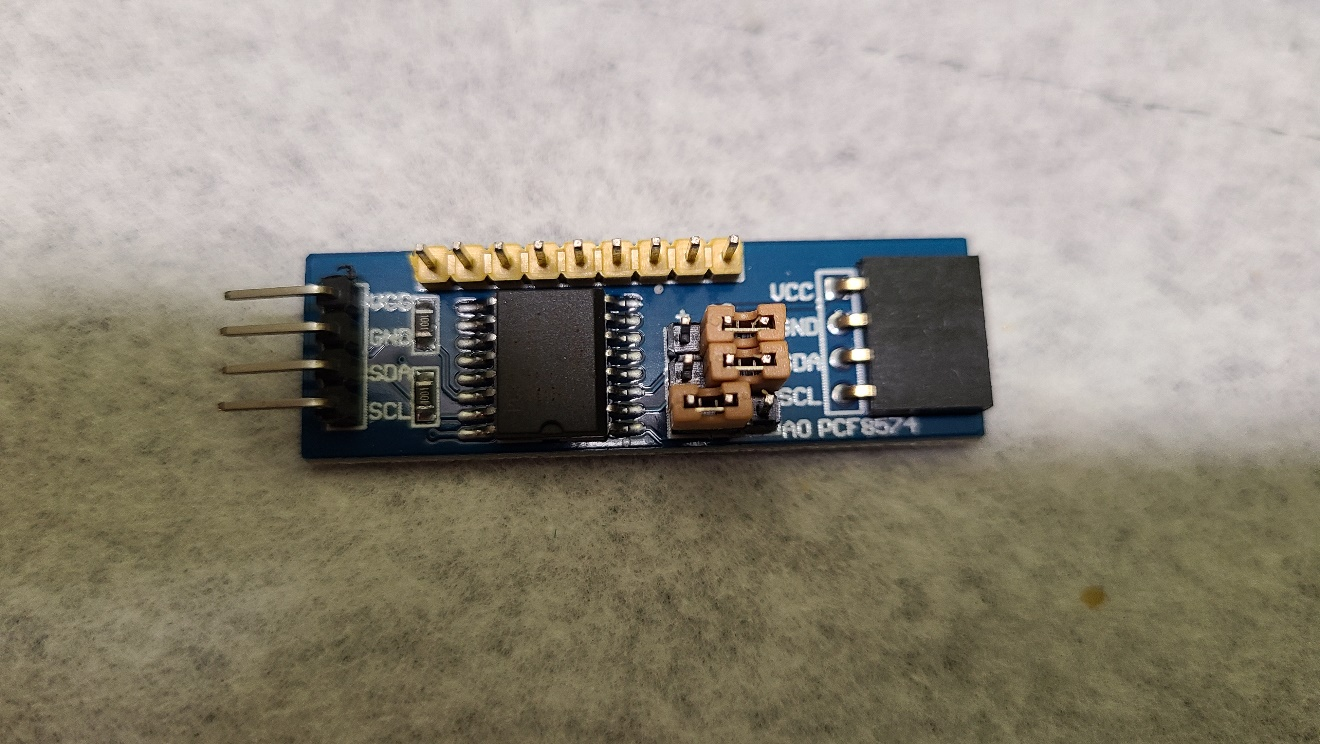 VCC
GND
SDA
SCL
+
VCC
GND
SDA
SCL
A0 PCF8574